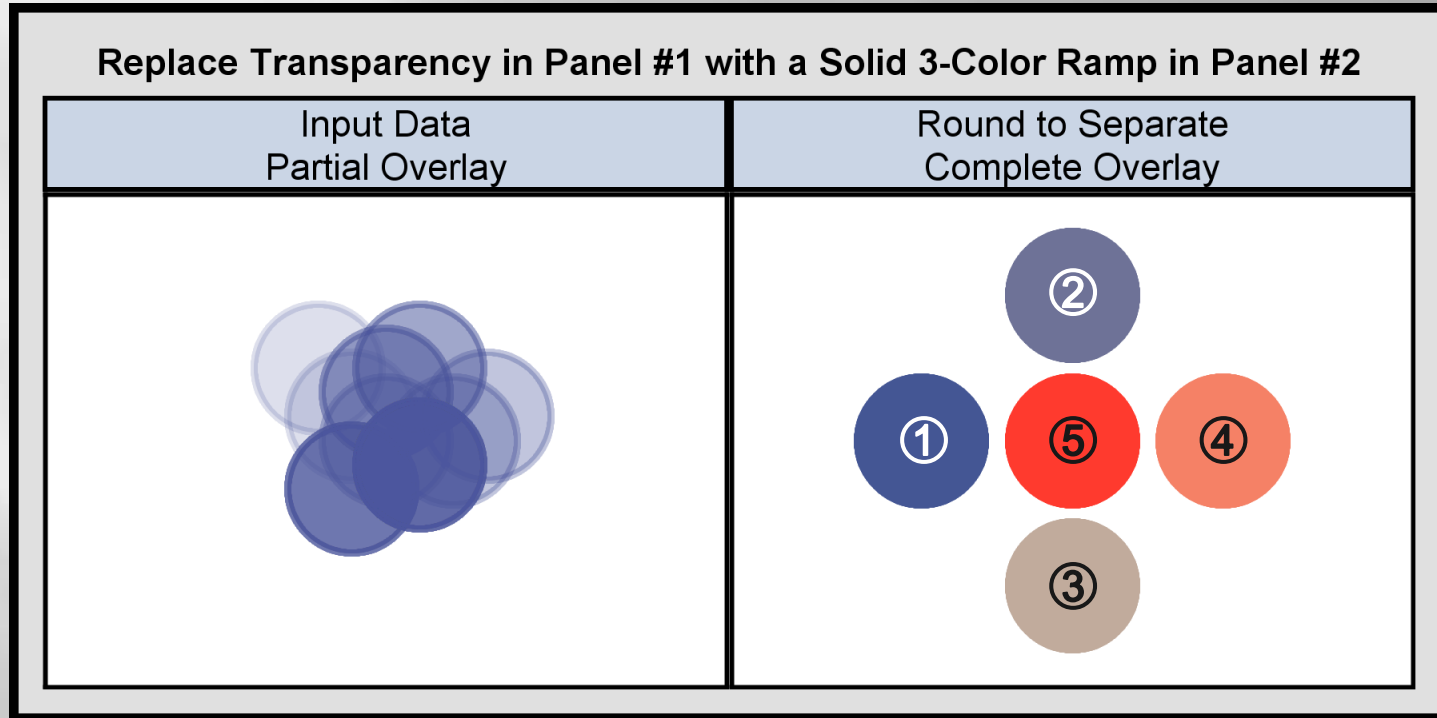 Replace Transparency in Panel #1 with a Solid 3-Color Ramp in Panel #2
Input Data
Partial Overlay
Round to Separate
Complete Overlay
②
① ⑤ ④
③